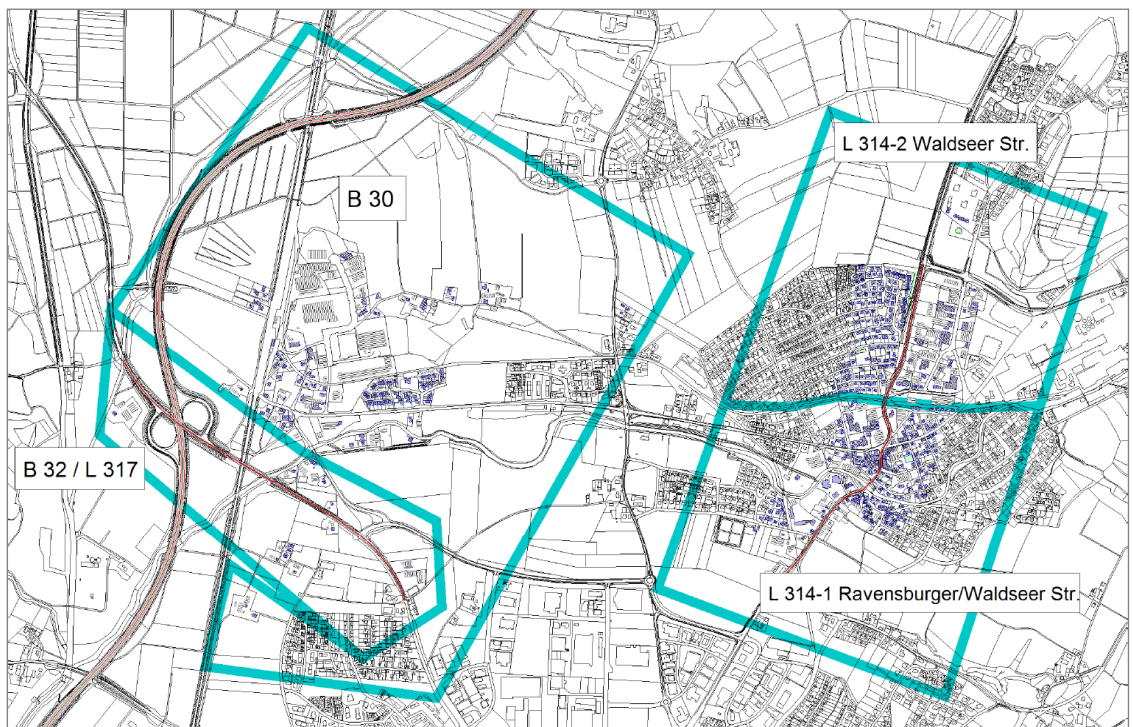 L 314-2 Waldseer Str.
B 30
B 32 / L 317
L 314-1 Ravensburger/Waldseer Str.